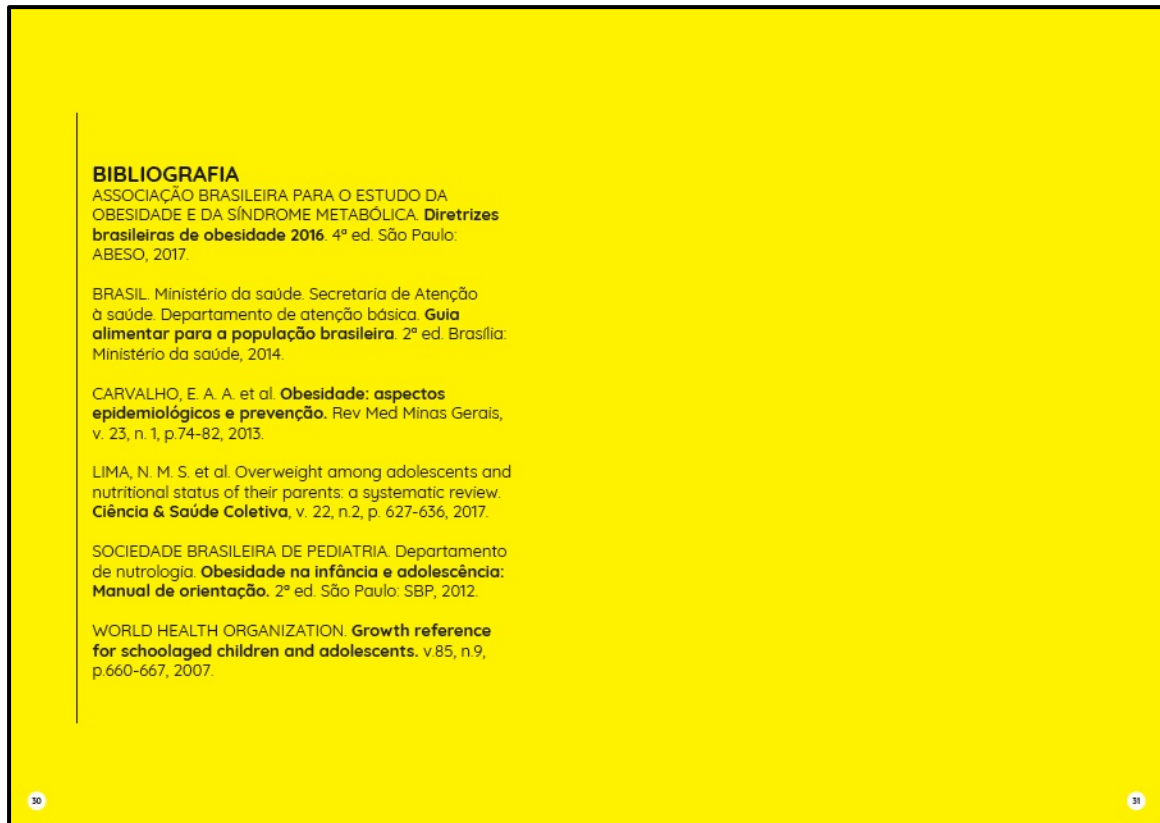 BIBLIOGRAFIA
ASSOCIAÇÃO BRASILEIRA PARA O ESTUDO DA
OBESIDADE E DA SÍNDROME METABÓLICA. Diretrizes
brasileiras de obesidade 2016. 4ª ed. São Paulo:
ABESO, 2017.
BRASIL. Ministério da saúde. Secretaria de Atenção
à saúde. Departamento de atenção básica. Guia
alimentar para a população brasileira. 2ª ed. Brasília:
Ministério da saúde, 2014.
CARVALHO, E. A. A. et al. Obesidade: aspectos
epidemiológicos e prevenção. Rev Med Minas Gerais,
v. 23, n. 1, p.74-82, 2013.
LIMA, N. M. S. et al. Overweight among adolescents and
nutritional status of their parents: a systematic review.
Ciência & Saúde Coletiva, v. 22, n.2, p. 627-636, 2017.
SOCIEDADE BRASILEIRA DE PEDIATRIA. Departamento
de nutrologia. Obesidade na infância e adolescência:
Manual de orientação. 2ª ed. São Paulo: SBP, 2012.
WORLD HEALTH ORGANIZATION. Growth reference
for schoolaged children and adolescents. v.85, n.9,
p.660-667, 2007.
30
31